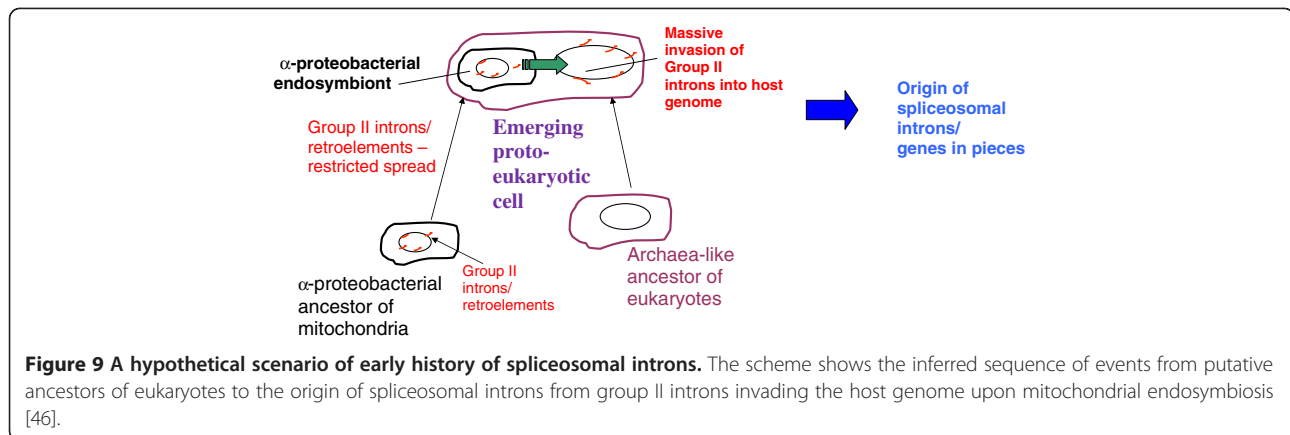 α-proteobacterial
endosymbiont
Massive
invasion of
Group II
introns into host
genome
Origin of
spliceosomal
introns/
genes in pieces
Group II introns/
retroelements –
restricted spread
Emerging
proto-
eukaryotic
cell
α-proteobacterial
ancestor of
mitochondria
Group II
introns/
retroelements
Archaea-like
ancestor of
eukaryotes
Figure 9 A hypothetical scenario of early history of spliceosomal introns. The scheme shows the inferred sequence of events from putative
ancestors of eukaryotes to the origin of spliceosomal introns from group II introns invading the host genome upon mitochondrial endosymbiosis
[46].